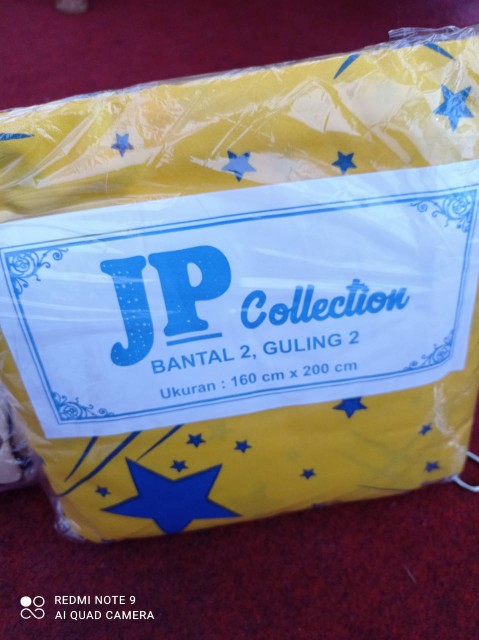 JP Collection
BANTAL 2, GULING 2
Ukuran : 160 cm x 200 cm
REDMI NOTE 9
AI QUAD CAMERA